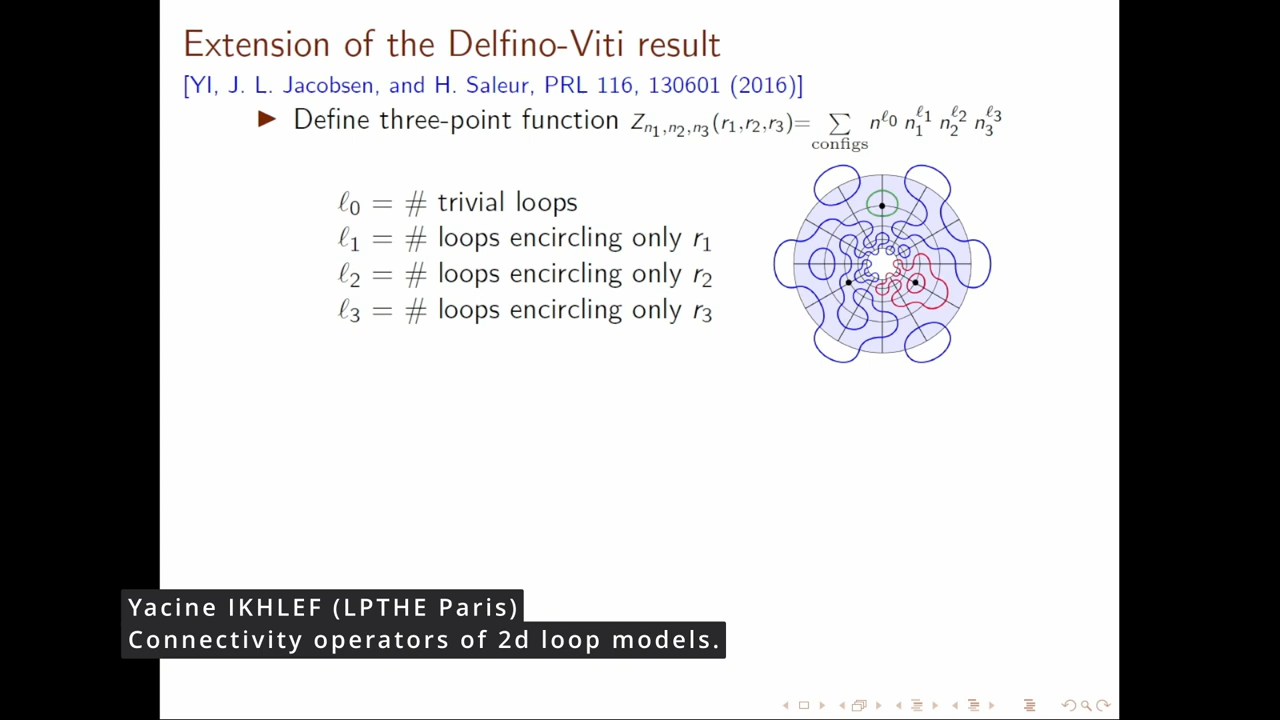 Extension of the Delfino-Viti result
[YI, J. L. Jacobsen, and H. Saleur, PRL 116, 130601 (2016)]
► Define three-point function Z_{n_1,n_2,n_3}(r_1,r_2,r_3)= ∑_{configs} n^{ℓ_0} n_1^{ℓ_1} n_2^{ℓ_2} n_3^{ℓ_3}
ℓ_0 = # trivial loops
ℓ_1 = # loops encircling only r_1
ℓ_2 = # loops encircling only r_2
ℓ_3 = # loops encircling only r_3
Yacine IKHLEF (LPTHE Paris)
Connectivity operators of 2d loop models.